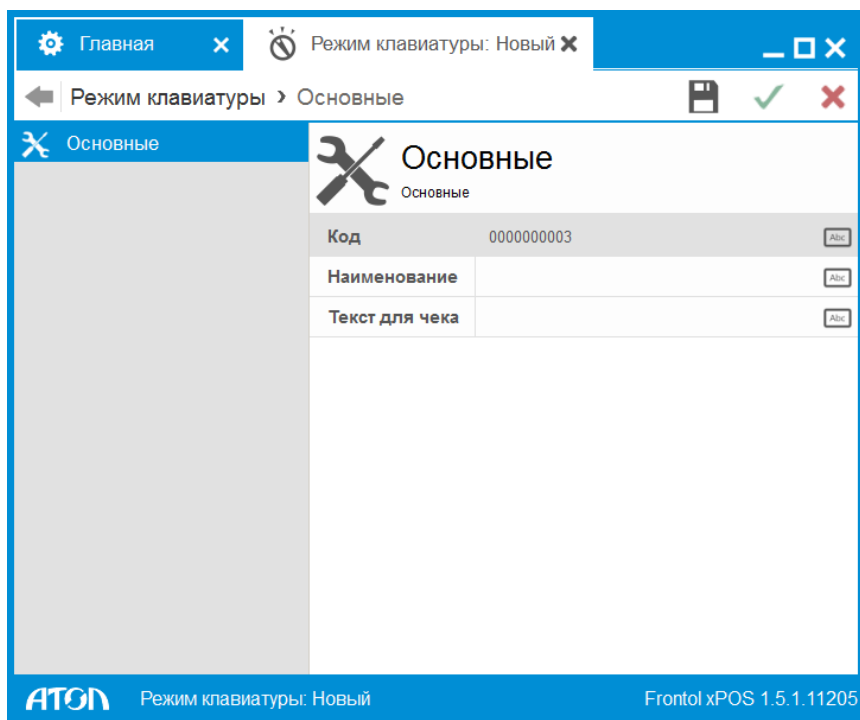 Главная
Режим клавиатуры: Новый
Режим клавиатуры › Основные
Основные
Основные
Основные
Код 0000000003 Abc
Наименование Abc
Текст для чека Abc
АТОЛ Режим клавиатуры: Новый Frontol xPOS 1.5.1.11205